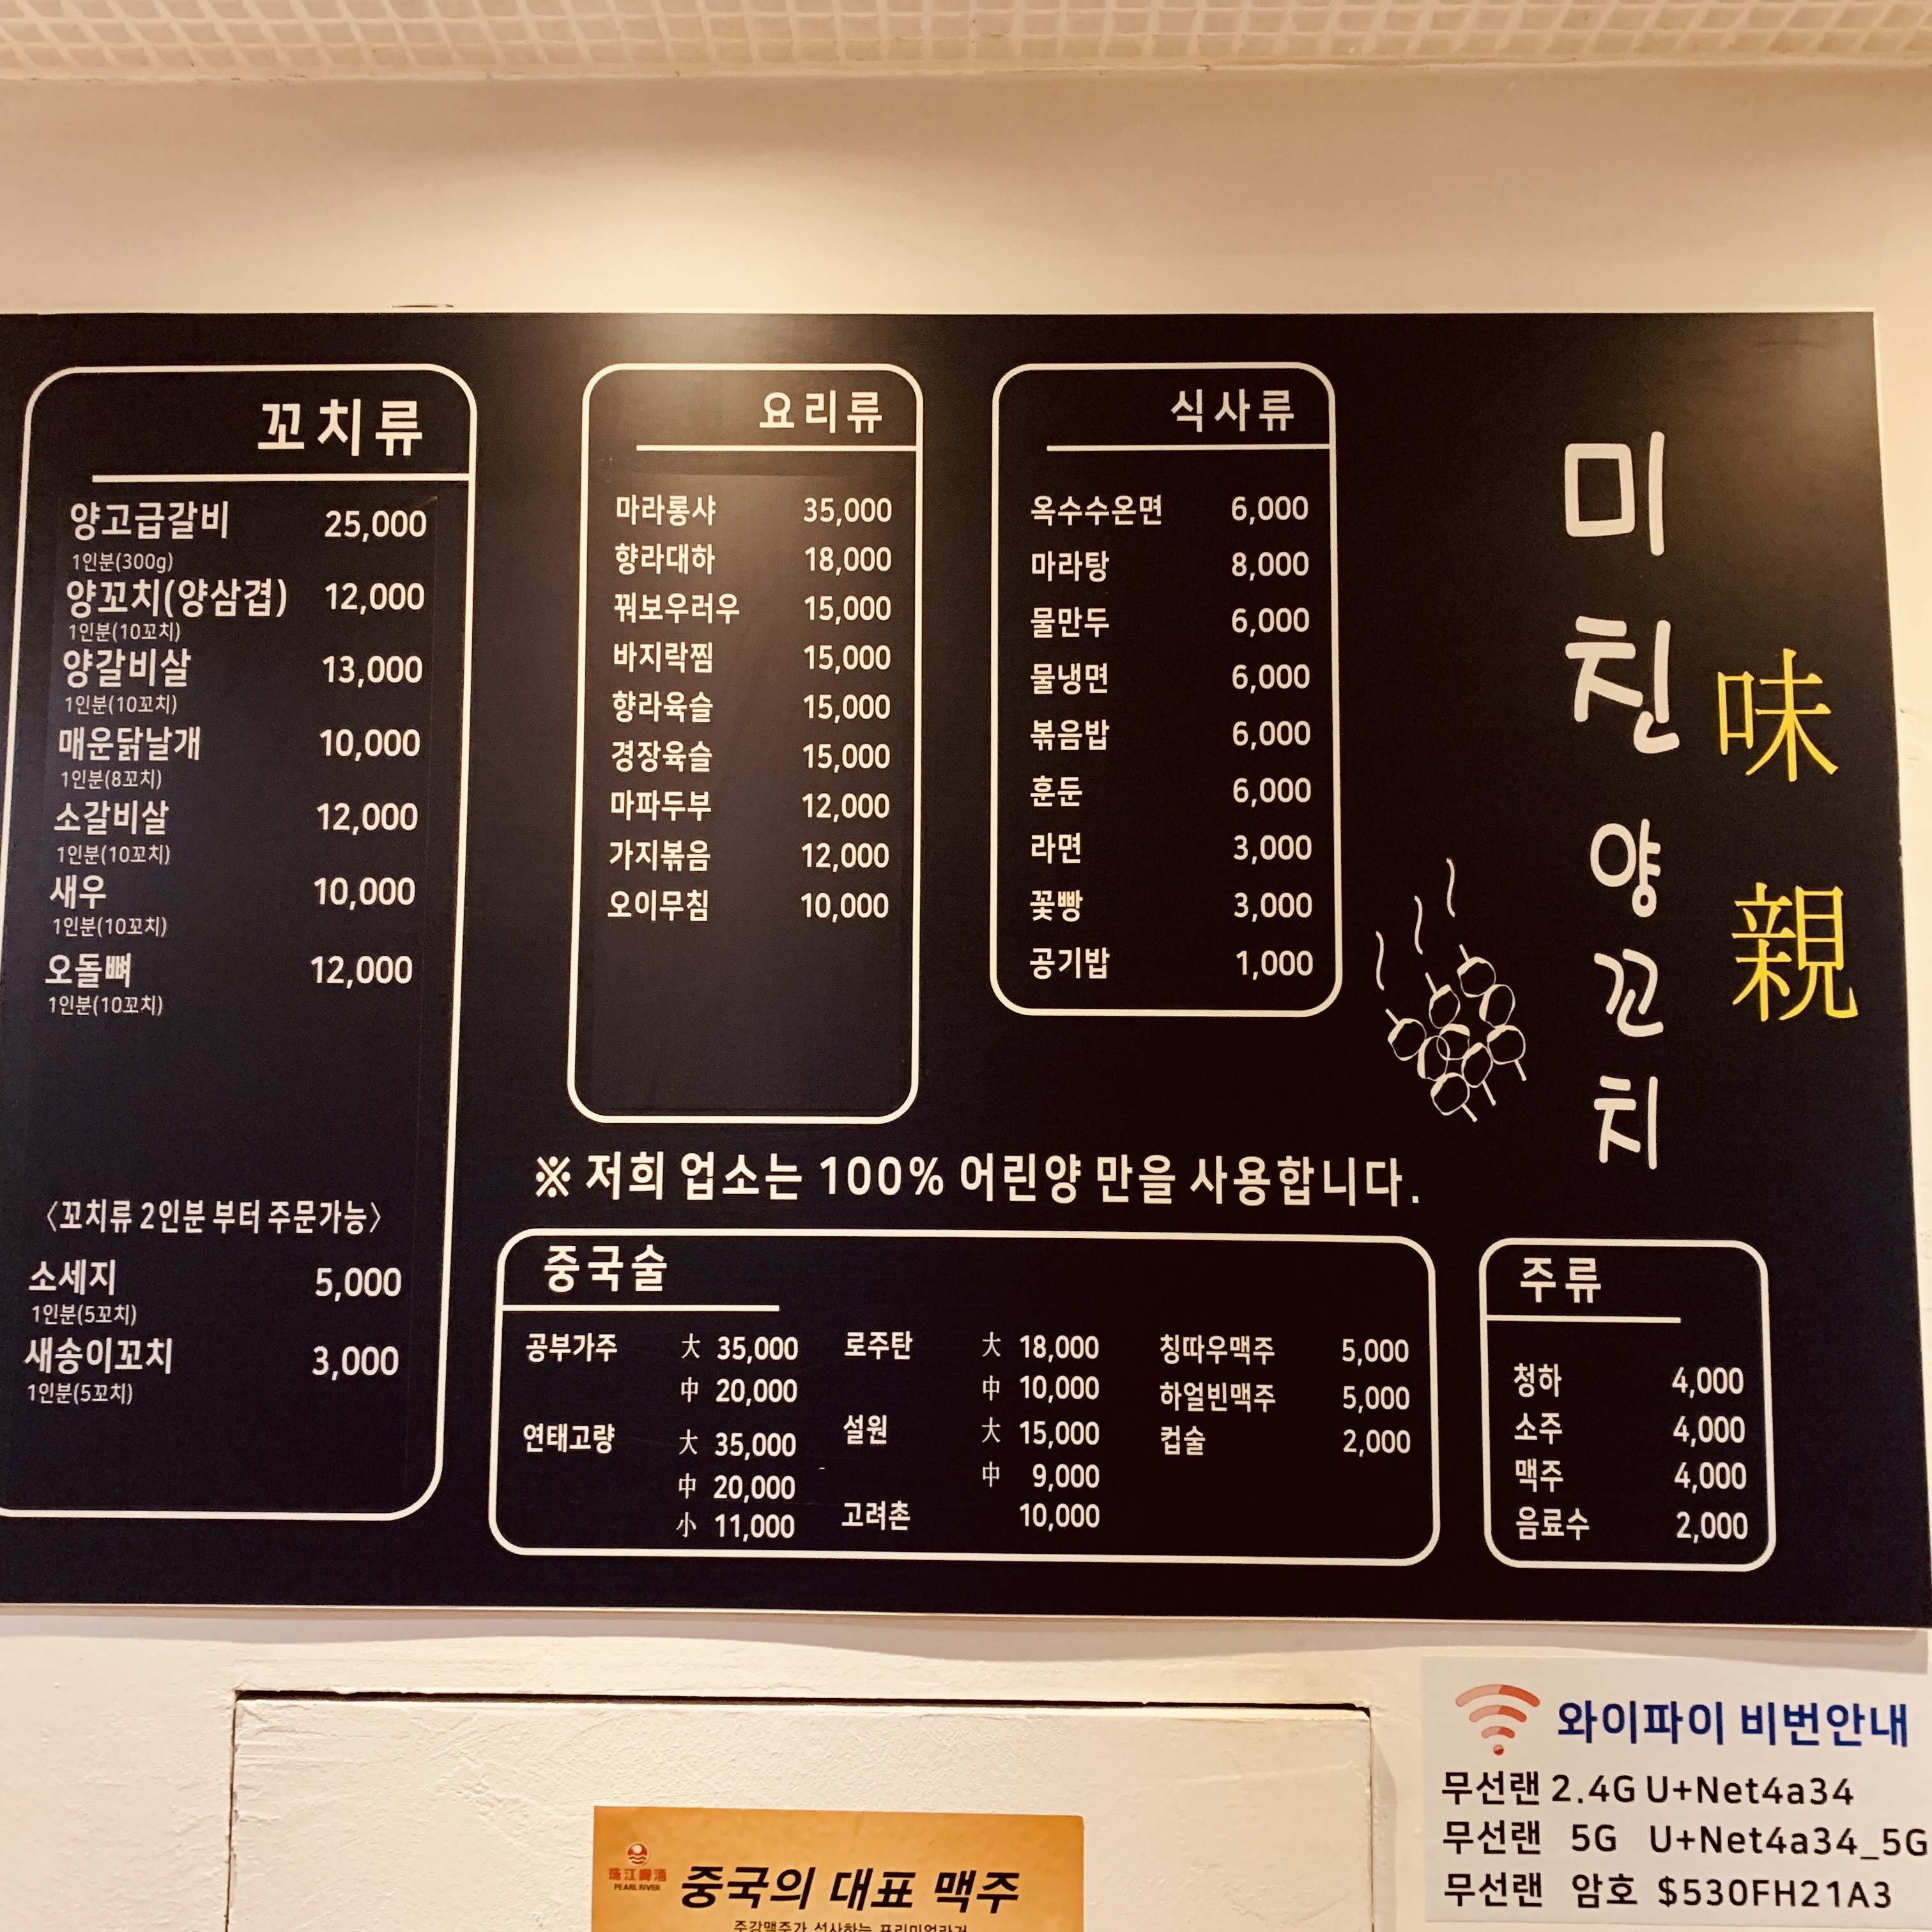 꼬치류
양고급갈비 25,000
1인분(300g)
양꼬치(양삼겹) 12,000
1인분(10꼬치)
양갈비살 13,000
1인분(10꼬치)
매운닭날개 10,000
1인분(8꼬치)
소갈비살 12,000
1인분(10꼬치)
새우 10,000
1인분(10꼬치)
오돌뼈 12,000
1인분(10꼬치)
〈꼬치류 2인분 부터 주문가능〉
소세지 5,000
1인분(5꼬치)
새송이꼬치 3,000
1인분(5꼬치)
요리류
마라롱샤 35,000
향라대하 18,000
꿔보우러우 15,000
바지락찜 15,000
향라육슬 15,000
경장육슬 15,000
마파두부 12,000
가지볶음 12,000
오이무침 10,000
식사류
옥수수온면 6,000
마라탕 8,000
물만두 6,000
물냉면 6,000
볶음밥 6,000
훈둔 6,000
라면 3,000
꽃빵 3,000
공기밥 1,000
미친양꼬치
味親
※ 저희 업소는 100% 어린양 만을 사용합니다.
중국술
공부가주 大 35,000
中 20,000
연태고량 大 35,000
中 20,000
小 11,000
로주탄 大 18,000
中 10,000
설원 大 15,000
中 9,000
고려촌 10,000
칭따우맥주 5,000
하얼빈맥주 5,000
컵술 2,000
주류
청하 4,000
소주 4,000
맥주 4,000
음료수 2,000
와이파이 비번안내
무선랜 2.4G U+Net4a34
무선랜 5G U+Net4a34_5G
무선랜 암호 $530FH21A3
珠江啤酒
PEARL RIVER
중국의 대표 맥주